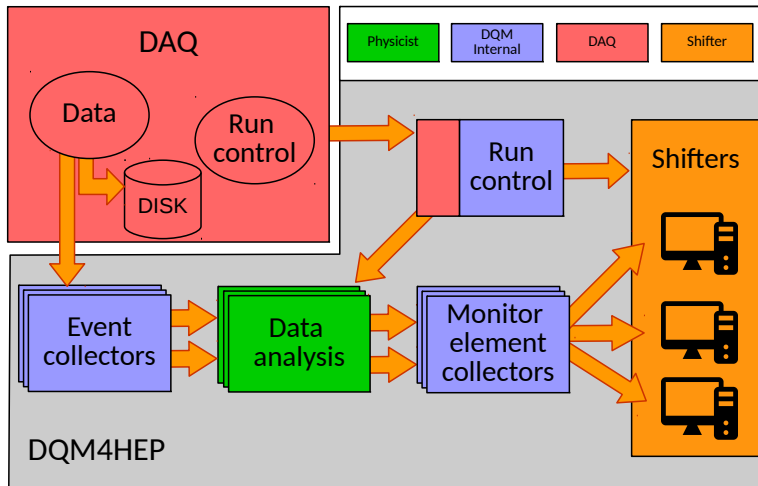 DAQ
Physicist
DQM
Internal
DAQ
Shifter
Data
Run
control
DISK
Run
control
Shifters
Event
collectors
Data
analysis
Monitor
element
collectors
DQM4HEP